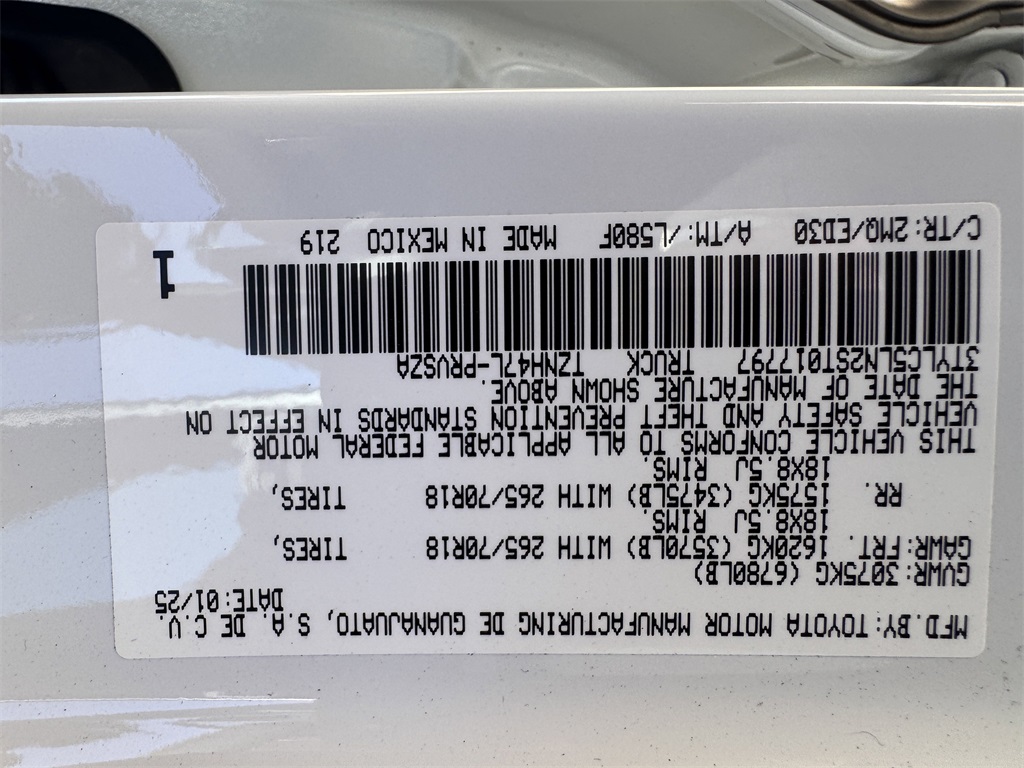 MFD.BY: TOYOTA MOTOR MANUFACTURING DE GUANAJUATO, S.A. DE C.V.
DATE:01/25
GVWR: 3075KG (6780LB)
GAWR: FRT. 1620KG (3570LB) WITH 265/70R18 TIRES,
18X8.5J RIMS.
RR. 1575KG (3475LB) WITH 265/70R18 TIRES,
18X8.5J RIMS.
THIS VEHICLE CONFORMS TO ALL APPLICABLE FEDERAL MOTOR
VEHICLE SAFETY AND THEFT PREVENTION STANDARDS IN EFFECT ON
THE DATE OF MANUFACTURE SHOWN ABOVE.
3TYLC5LN2ST017797 TRUCK TZNH47L-PRVSZA
C/TR: 2MQ/ED30 A/TM: /L580F MADE IN MEXICO 219
1